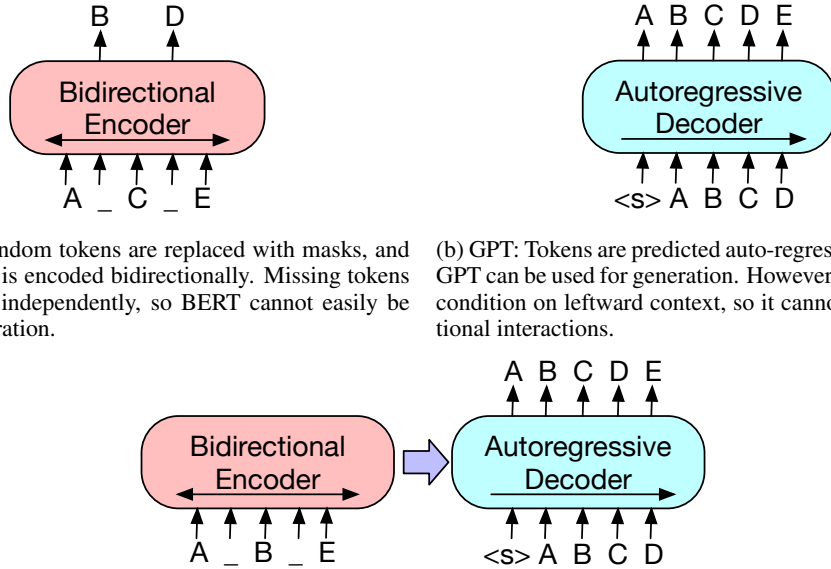 B D
Bidirectional
Encoder
A _ C _ E
A B C D E
Autoregressive
Decoder
<s> A B C D
ndom tokens are replaced with masks, and
is encoded bidirectionally. Missing tokens
independently, so BERT cannot easily be
ration.
(b) GPT: Tokens are predicted auto-regres
GPT can be used for generation. However
condition on leftward context, so it canno
tional interactions.
A B C D E
Bidirectional
Encoder
Autoregressive
Decoder
A _ B _ E
<s> A B C D